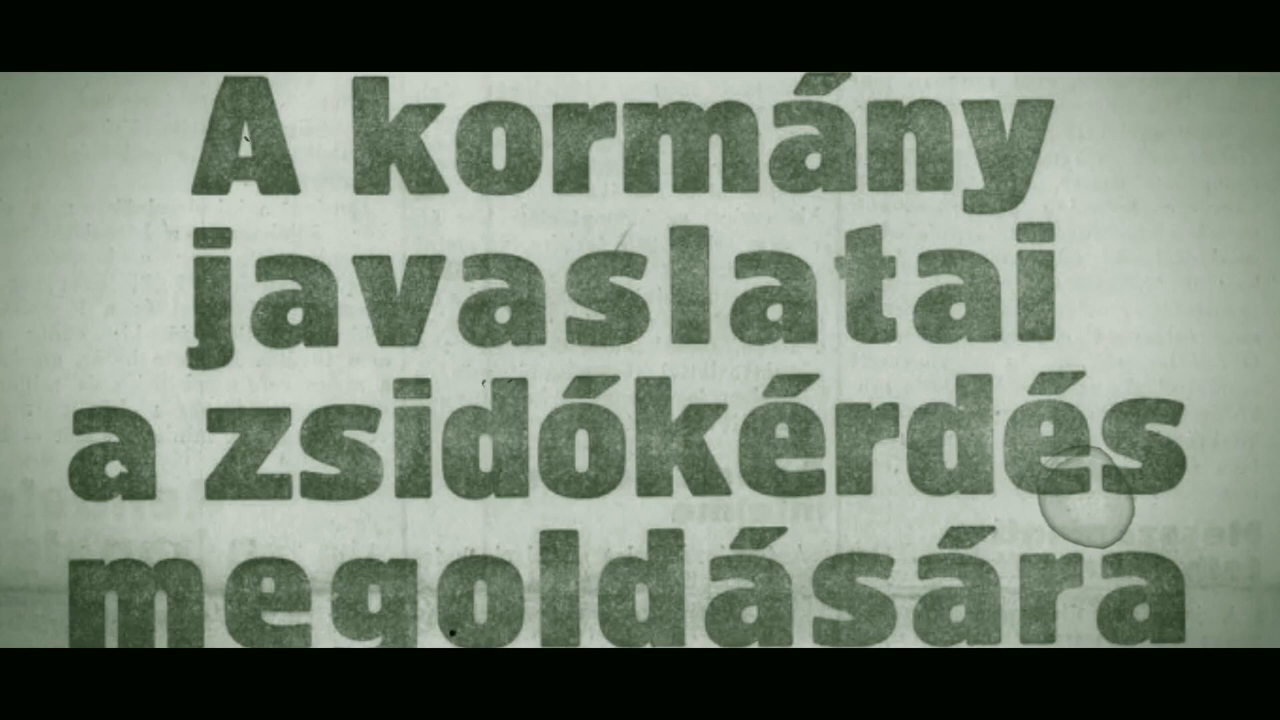 A kormány
javaslatai
a zsidókérdés
megoldására